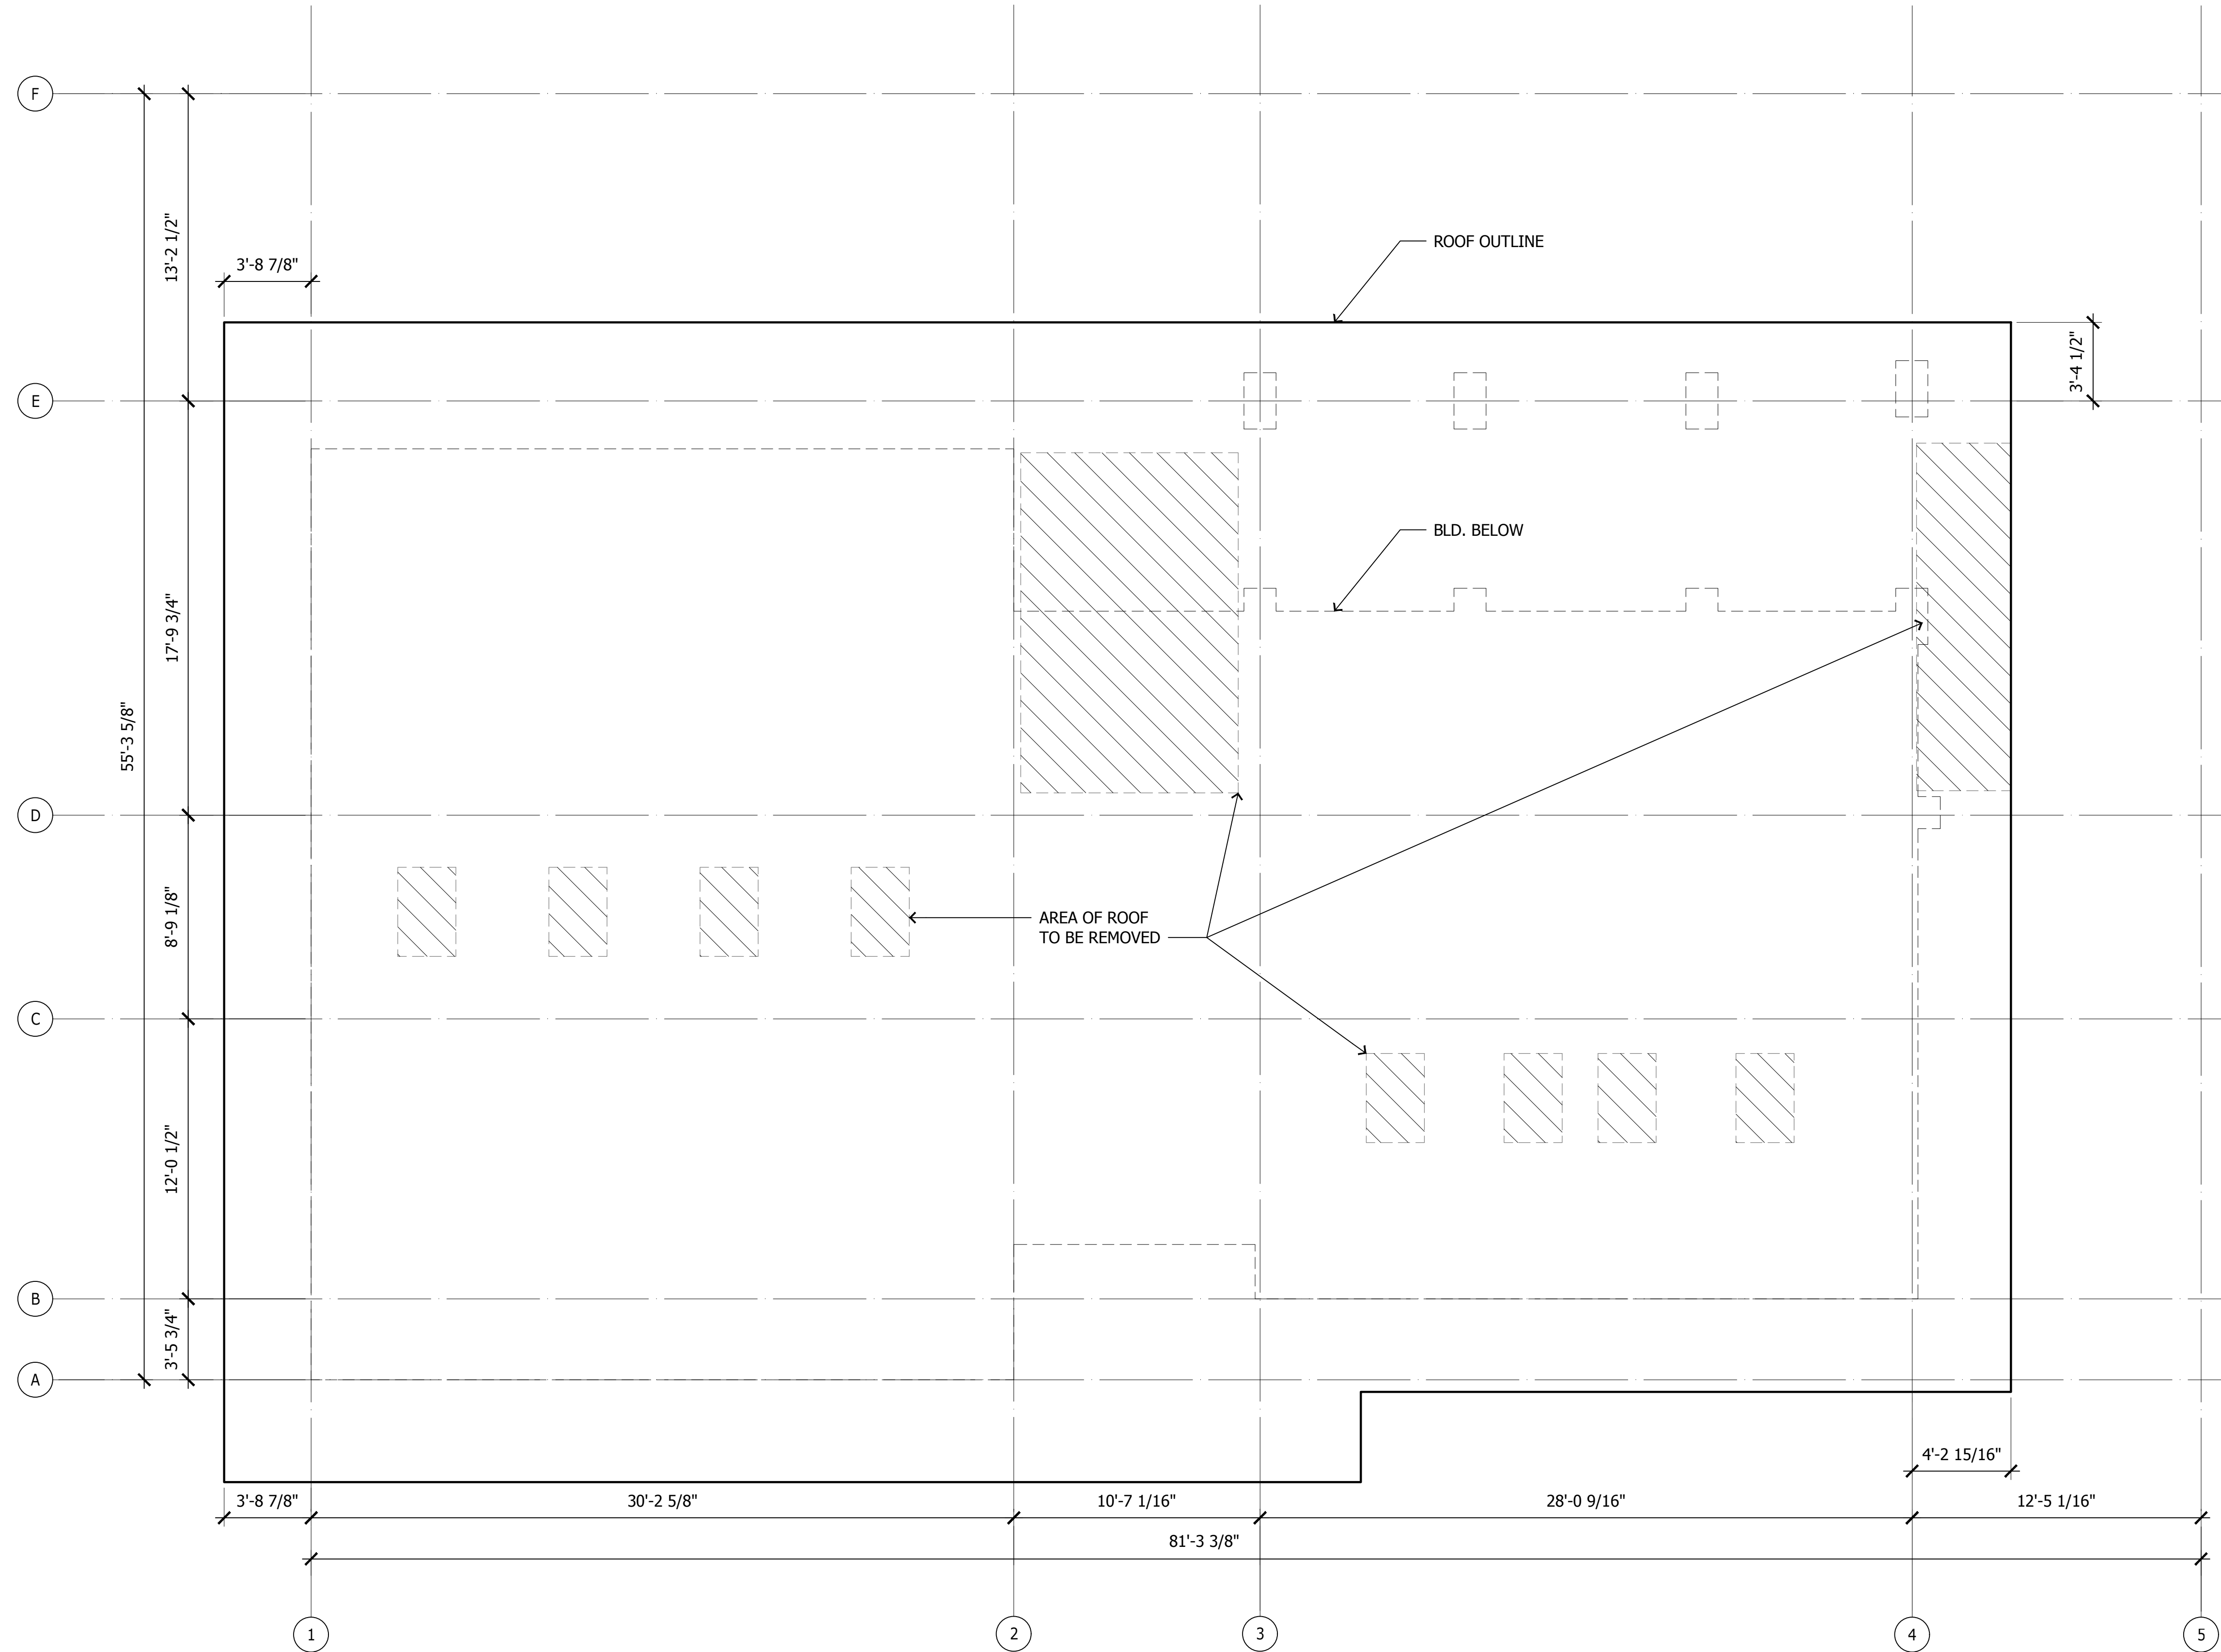 F
13'-2 1/2"
ROOF OUTLINE
3'-8 7/8"
3'-4 1/2"
E
BLD. BELOW
17'-9 3/4"
55'-3 5/8"
D
8'-9 1/8"
AREA OF ROOF
TO BE REMOVED
C
12'-0 1/2"
B
3'-5 3/4"
A
4'-2 15/16"
3'-8 7/8"
30'-2 5/8"
10'-7 1/16"
28'-0 9/16"
12'-5 1/16"
81'-3 3/8"
1
2
3
4
5